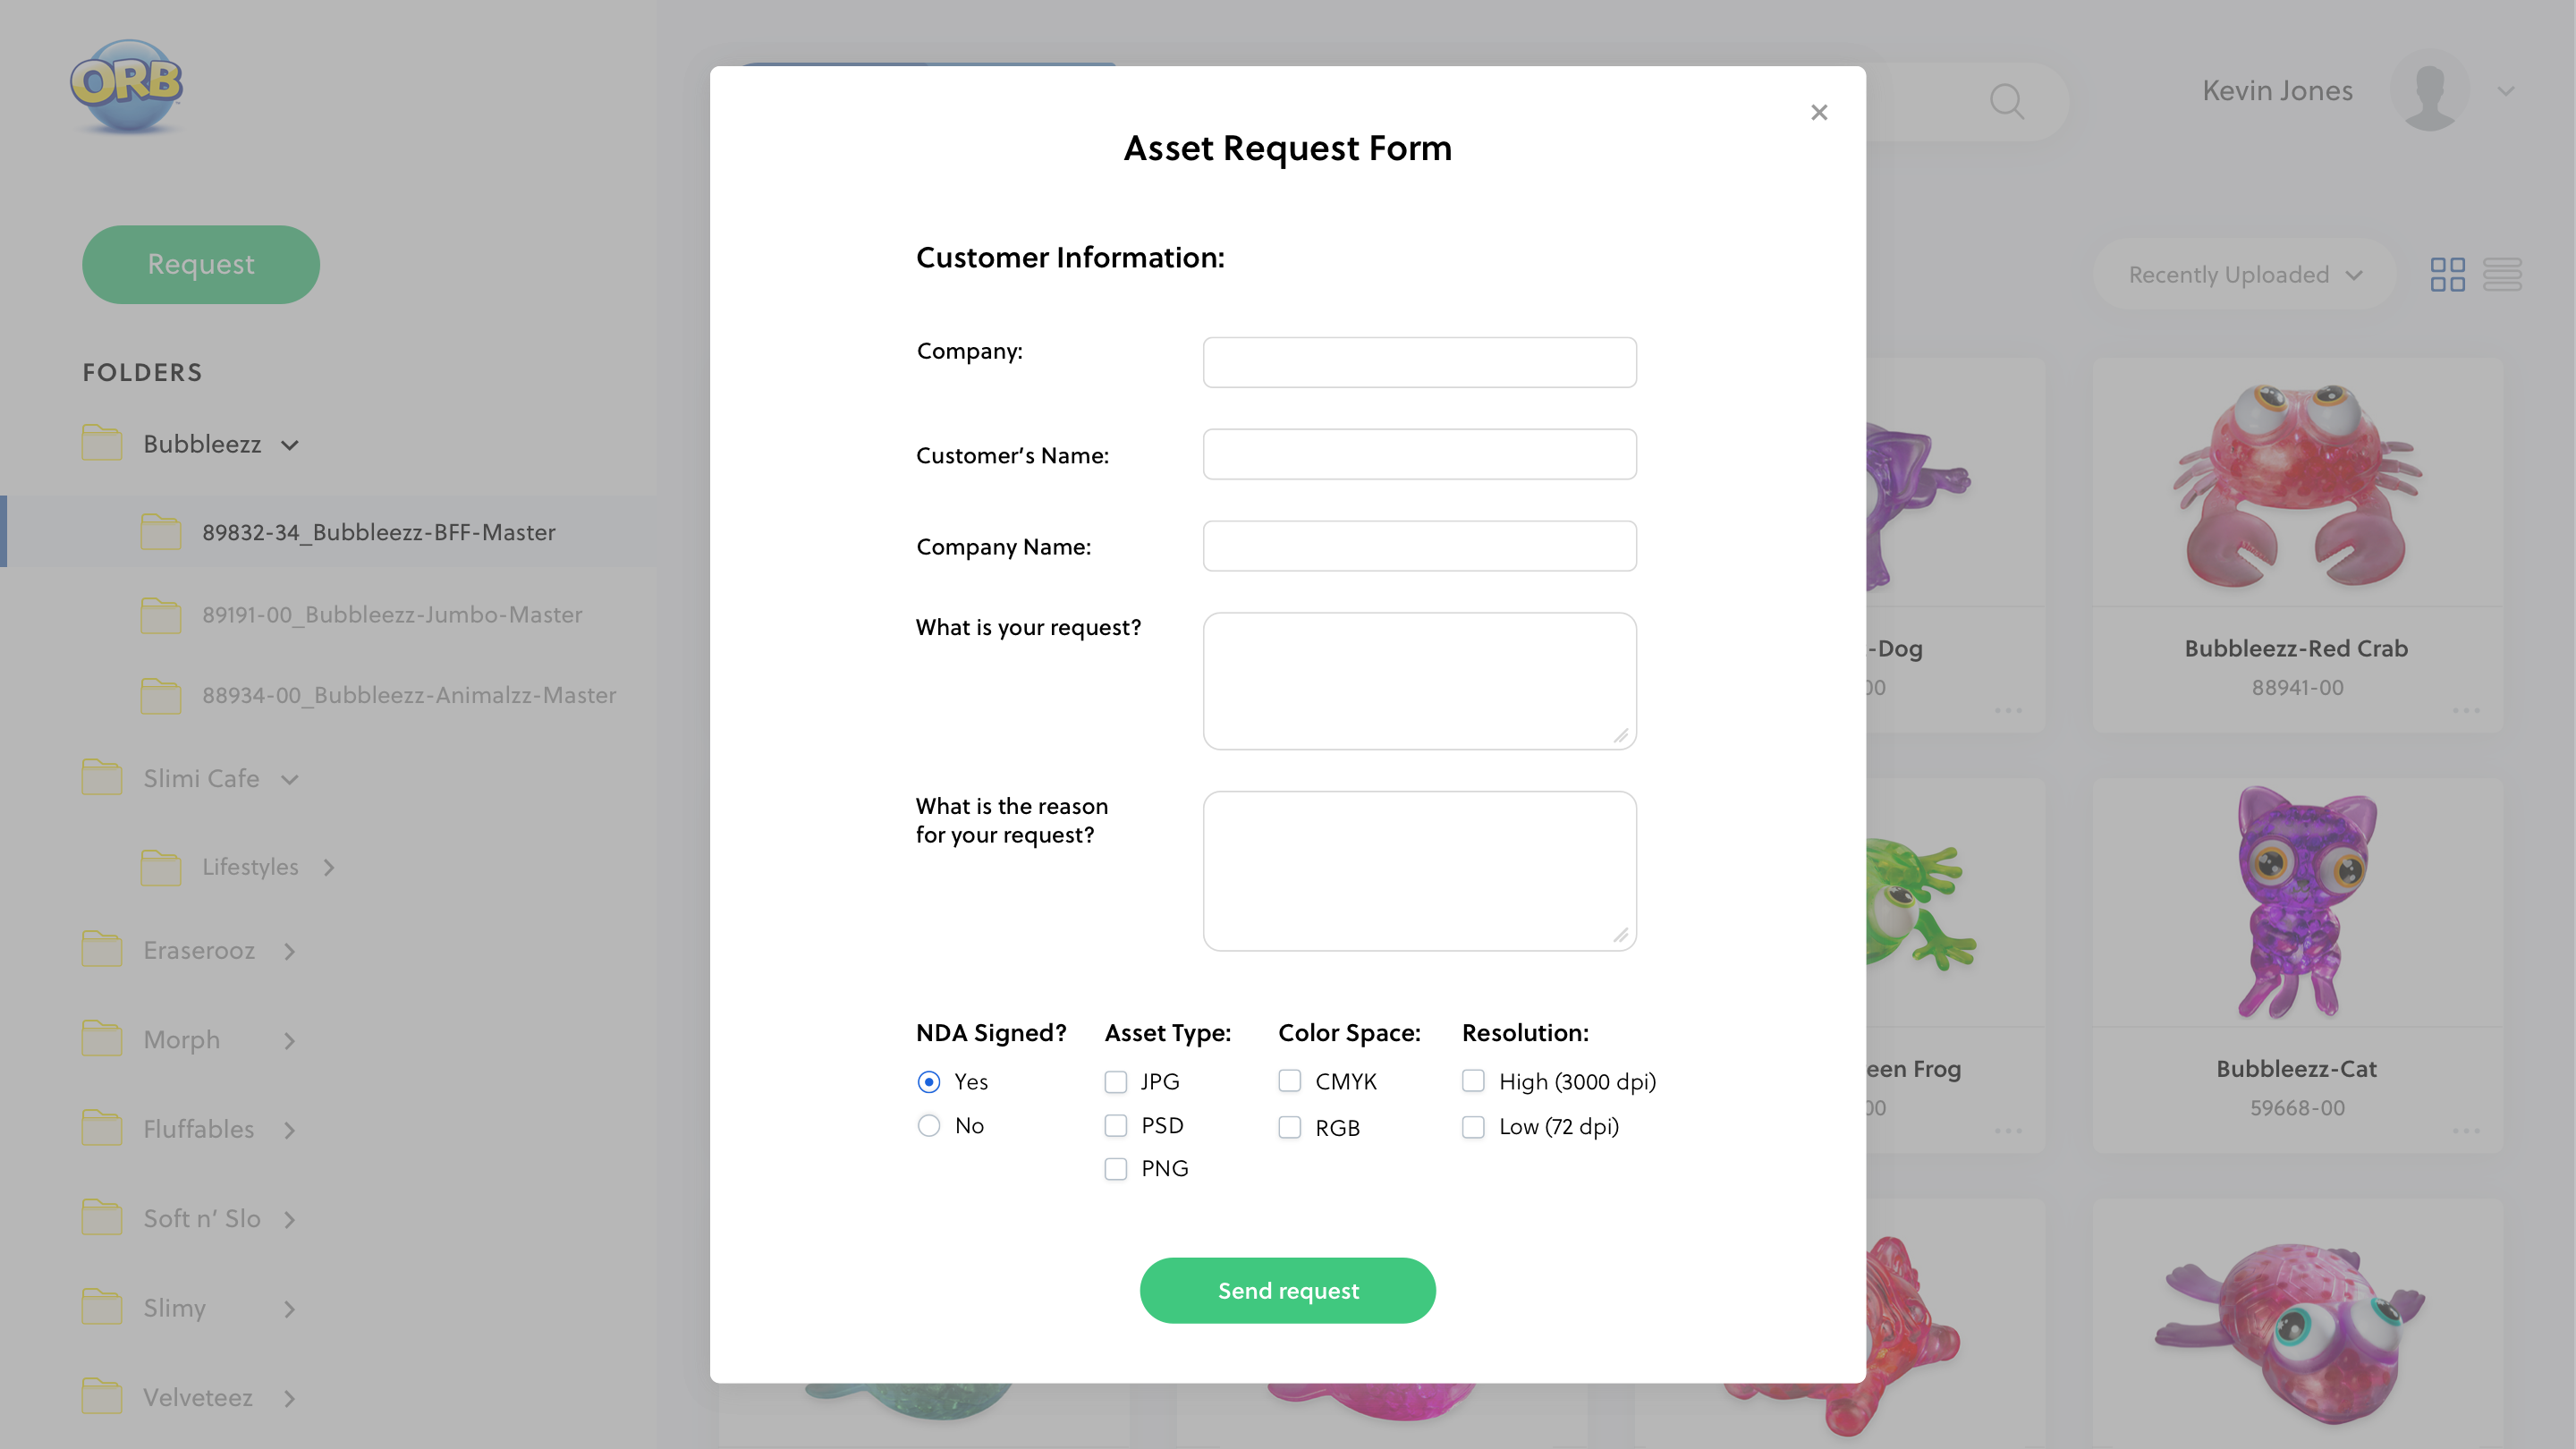 ORB
Request
FOLDERS
Bubbleezz
89832-34_Bubbleezz-BFF-Master
89191-00_Bubbleezz-Jumbo-Master
88934-00_Bubbleezz-Animalzz-Master
Slimi Cafe
Lifestyles
Eraserooz
Morph
Fluffables
Soft n’ Slo
Slimy
Velveteez
Asset Request Form
Customer Information:
Company:
Customer’s Name:
Company Name:
What is your request?
What is the reason
for your request?
NDA Signed?
Yes
No
Asset Type:
JPG
PSD
PNG
Color Space:
CMYK
RGB
Resolution:
High (3000 dpi)
Low (72 dpi)
Send request
Kevin Jones
Recently Uploaded
-Dog
00
Bubbleezz-Red Crab
88941-00
een Frog
00
Bubbleezz-Cat
59668-00